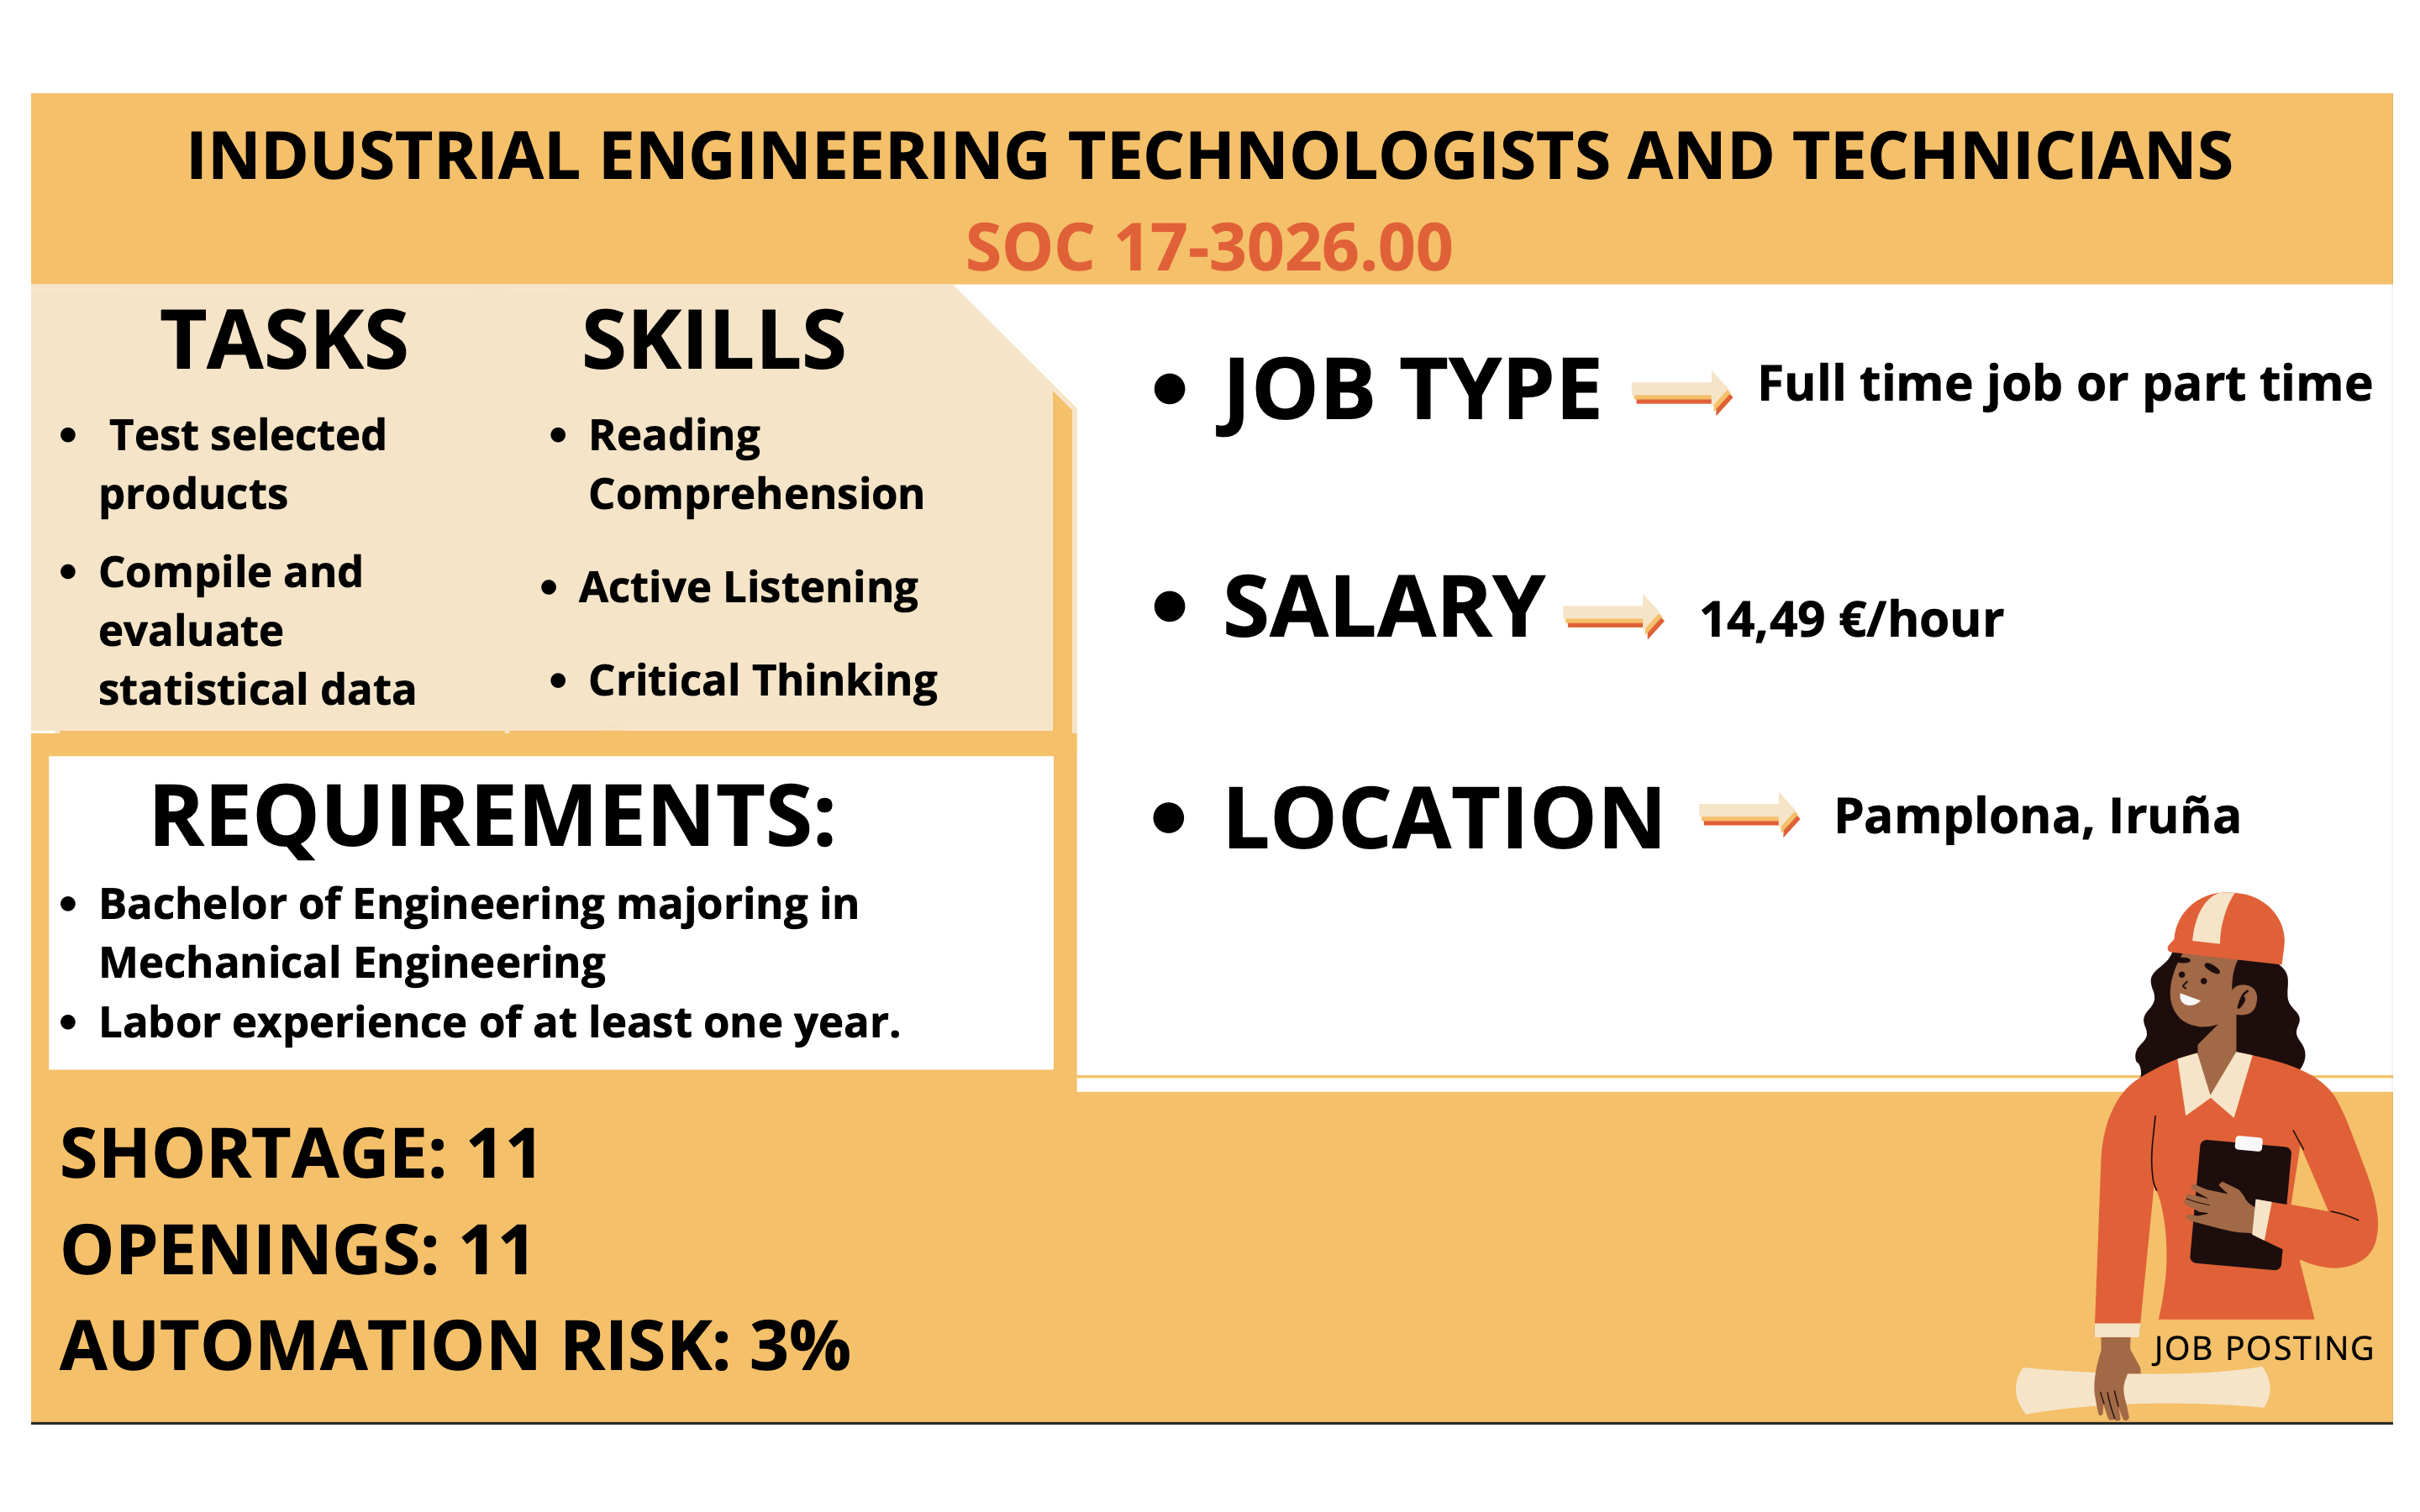 INDUSTRIAL ENGINEERING TECHNOLOGISTS AND TECHNICIANS
SOC 17-3026.00
TASKS
• Test selected
products
• Compile and
evaluate
statistical data
SKILLS
• Reading
Comprehension
• Active Listening
• Critical Thinking
• JOB TYPE
Full time job or part time
• SALARY
14,49 €/hour
• LOCATION
Pamplona, Iruña
REQUIREMENTS:
• Bachelor of Engineering majoring in
Mechanical Engineering
• Labor experience of at least one year.
SHORTAGE: 11
OPENINGS: 11
AUTOMATION RISK: 3%
JOB POSTING